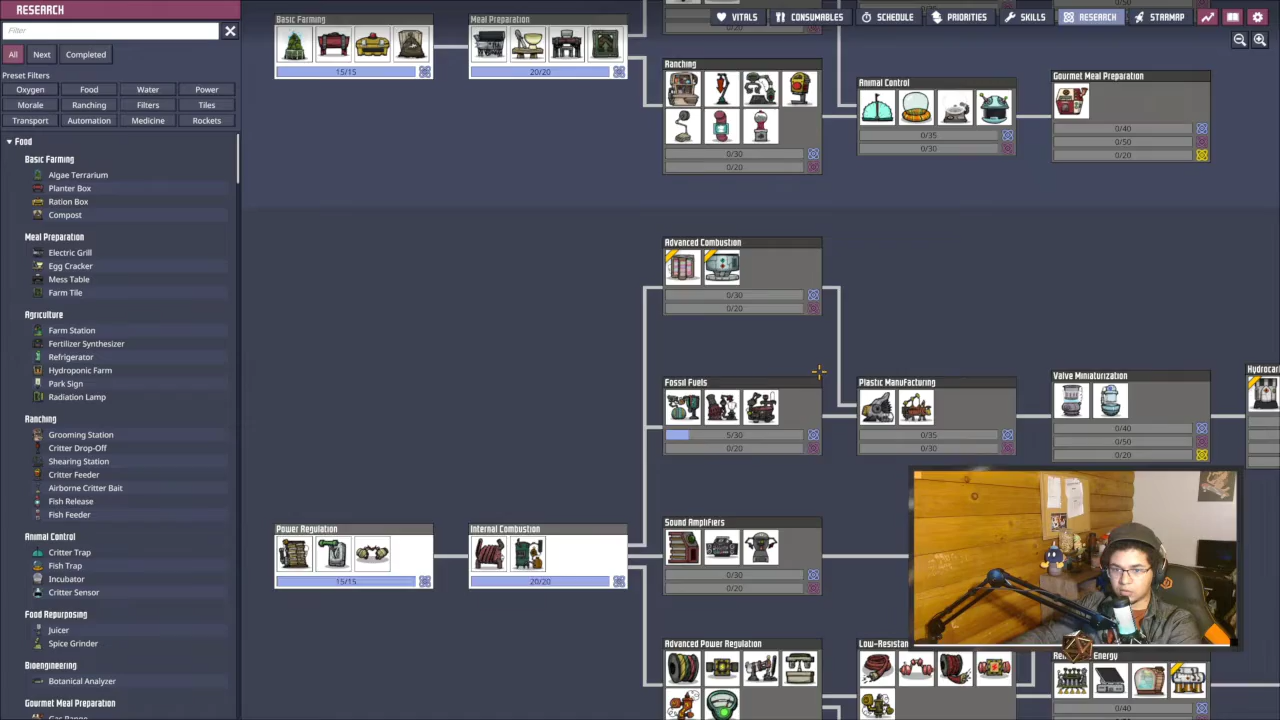 RESEARCH
Filter
All
Next
Completed
Preset Filters
Oxygen
Food
Water
Power
Morale
Ranching
Filters
Tiles
Transport
Automation
Medicine
Rockets
Food
Basic Farming
Algae Terrarium
Planter Box
Ration Box
Compost
Meal Preparation
Electric Grill
Egg Cracker
Mess Table
Farm Tile
Agriculture
Farm Station
Fertilizer Synthesizer
Refrigerator
Hydroponic Farm
Park Sign
Radiation Lamp
Ranching
Grooming Station
Critter Drop-Off
Shearing Station
Critter Feeder
Airborne Critter Bait
Fish Release
Fish Feeder
Animal Control
Critter Trap
Fish Trap
Incubator
Critter Sensor
Food Repurposing
Juicer
Spice Grinder
Bioengineering
Botanical Analyzer
Gourmet Meal Preparation
Gas Range
VITALS
CONSUMABLES
SCHEDULE
PRIORITIES
SKILLS
RESEARCH
STARMAP
Basic Farming
15/15
Meal Preparation
20/20
Ranching
0/30
0/20
Animal Control
0/35
0/30
Gourmet Meal Preparation
0/40
0/50
0/20
Advanced Combustion
0/30
0/20
Fossil Fuels
5/30
0/20
Plastic Manufacturing
0/35
0/30
Valve Miniaturization
0/40
0/50
0/20
Hydrocar
Power Regulation
15/15
Internal Combustion
20/20
Sound Amplifiers
0/30
0/20
Advanced Power Regulation
Low-Resistan
Energy
0/40